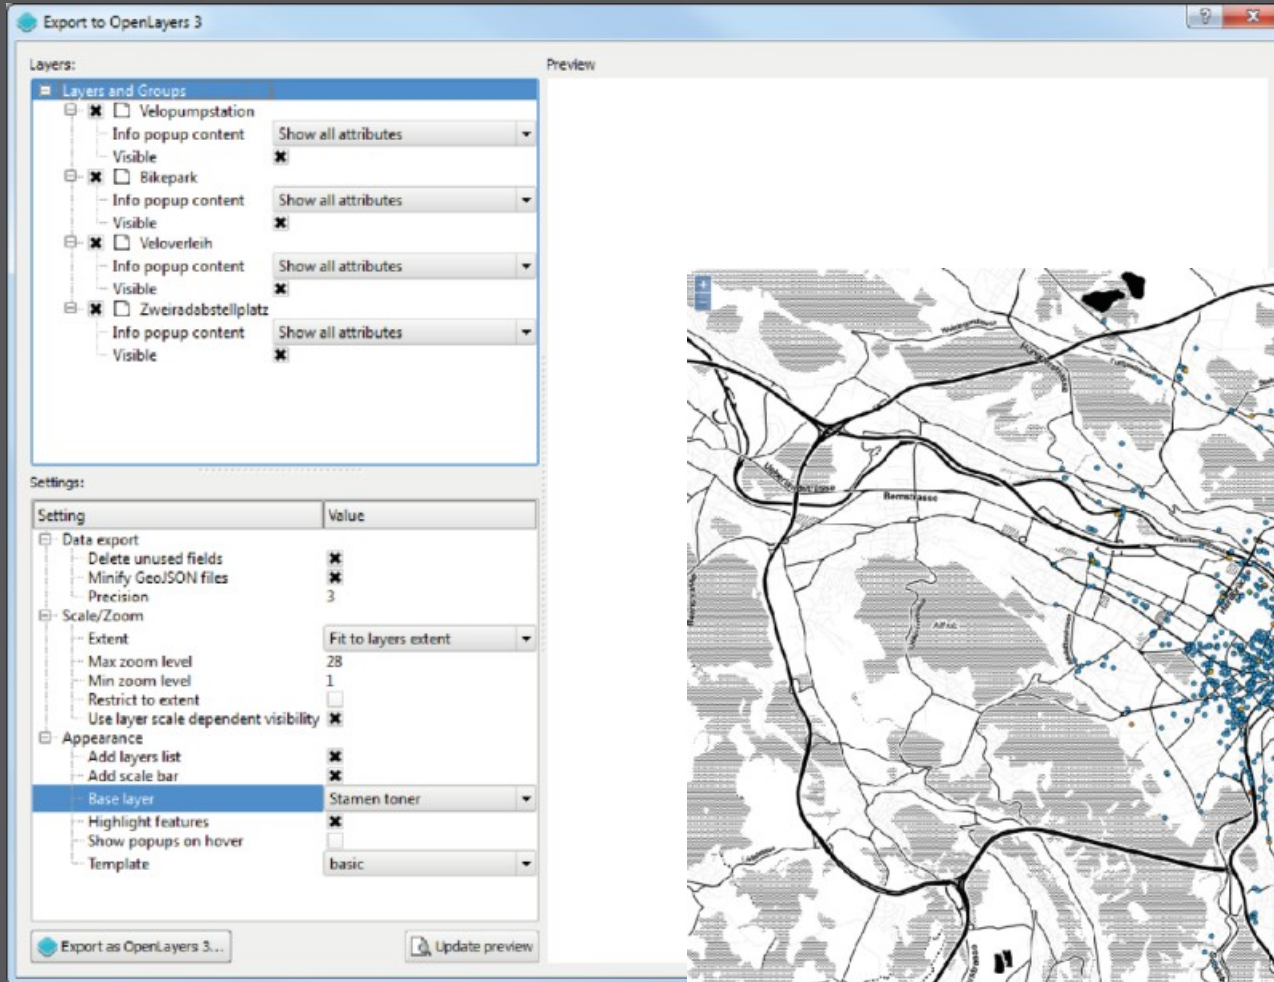 Export to OpenLayers 3
?
x
Layers:
Preview
Layers and Groups
Velopumpstation
Info popup content Show all attributes
Visible
Bikepark
Info popup content Show all attributes
Visible
Veloverleih
Info popup content Show all attributes
Visible
Zweiradabstellplatz
Info popup content Show all attributes
Visible
Settings:
Setting Value
Data export
Delete unused fields
Minify GeoJSON files
Precision 3
Scale/Zoom
Extent Fit to layers extent
Max zoom level 28
Min zoom level 1
Restrict to extent
Use layer scale dependent visibility
Appearance
Add layers list
Add scale bar
Base layer Stamen toner
Highlight features
Show popups on hover
Template basic
Export as OpenLayers 3...
Update preview
+
-
Bernstrasse